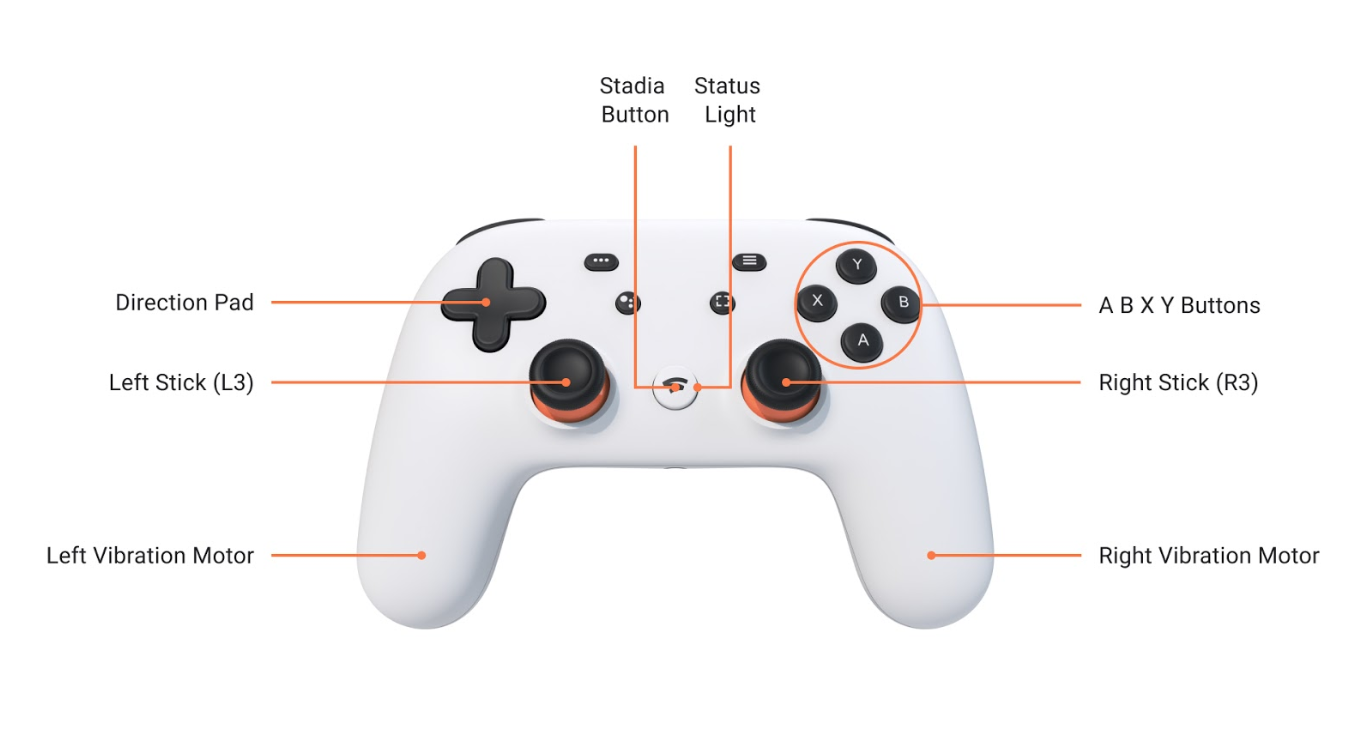 Stadia
Button
Status
Light
Y
X
B
A
Direction Pad
A B X Y Buttons
Left Stick (L3)
Right Stick (R3)
Left Vibration Motor
Right Vibration Motor